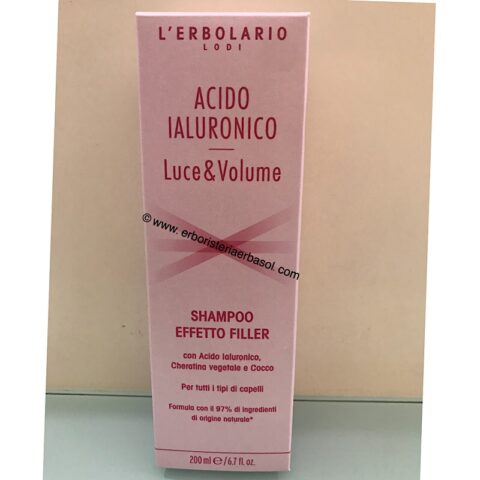 L'ERBOLARIO
LODI
ACIDO
IALURONICO
Luce&Volume
©www. erboristeriaerbasol. com
SHAMPOO
EFFETTO FILLER
con Acido Ialuronico,
Cheratina vegetale e Cocco
Per tutti i tipi di capelli
Formula con il 97% di ingredienti
di origine naturale*
200 ml ℮ / 6.7 fl. oz.